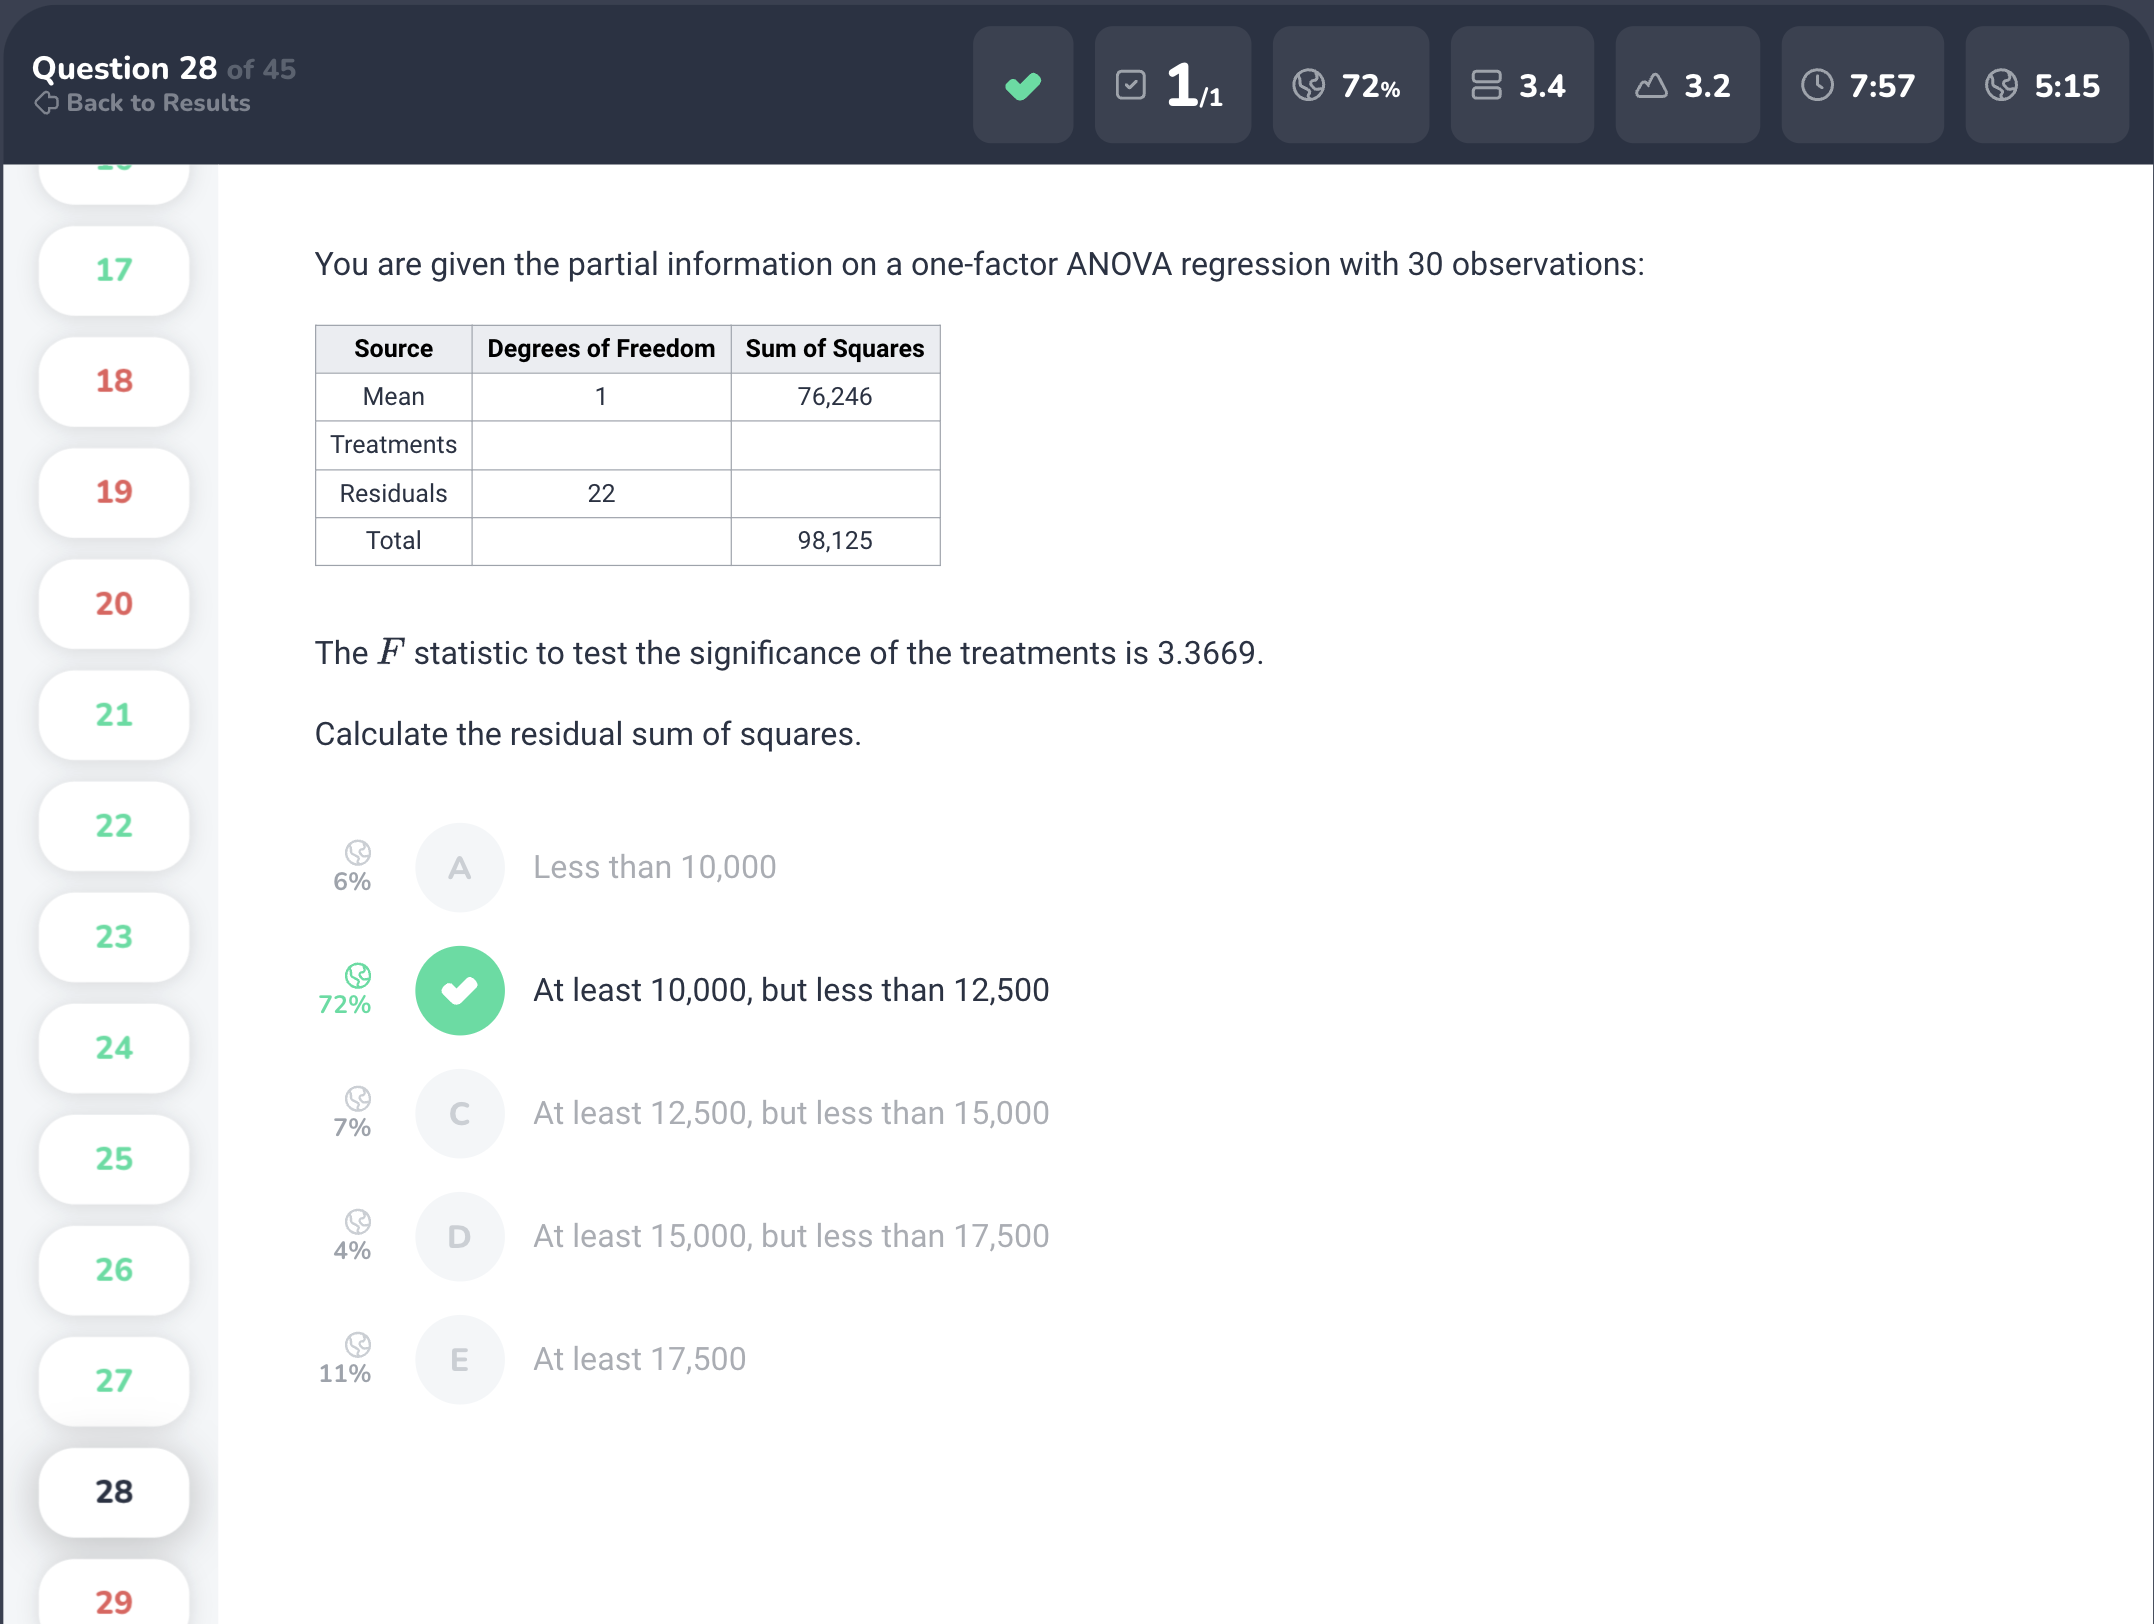 Question 28 of 45
Back to Results
1/1
72%
3.4
3.2
7:57
5:15
17
18
19
20
21
22
23
24
25
26
27
28
29
You are given the partial information on a one-factor ANOVA regression with 30 observations:
Source Degrees of Freedom Sum of Squares
Mean 1 76,246
Treatments
Residuals 22
Total 98,125
The F statistic to test the significance of the treatments is 3.3669.
Calculate the residual sum of squares.
6% A Less than 10,000
72% At least 10,000, but less than 12,500
7% C At least 12,500, but less than 15,000
4% D At least 15,000, but less than 17,500
11% E At least 17,500